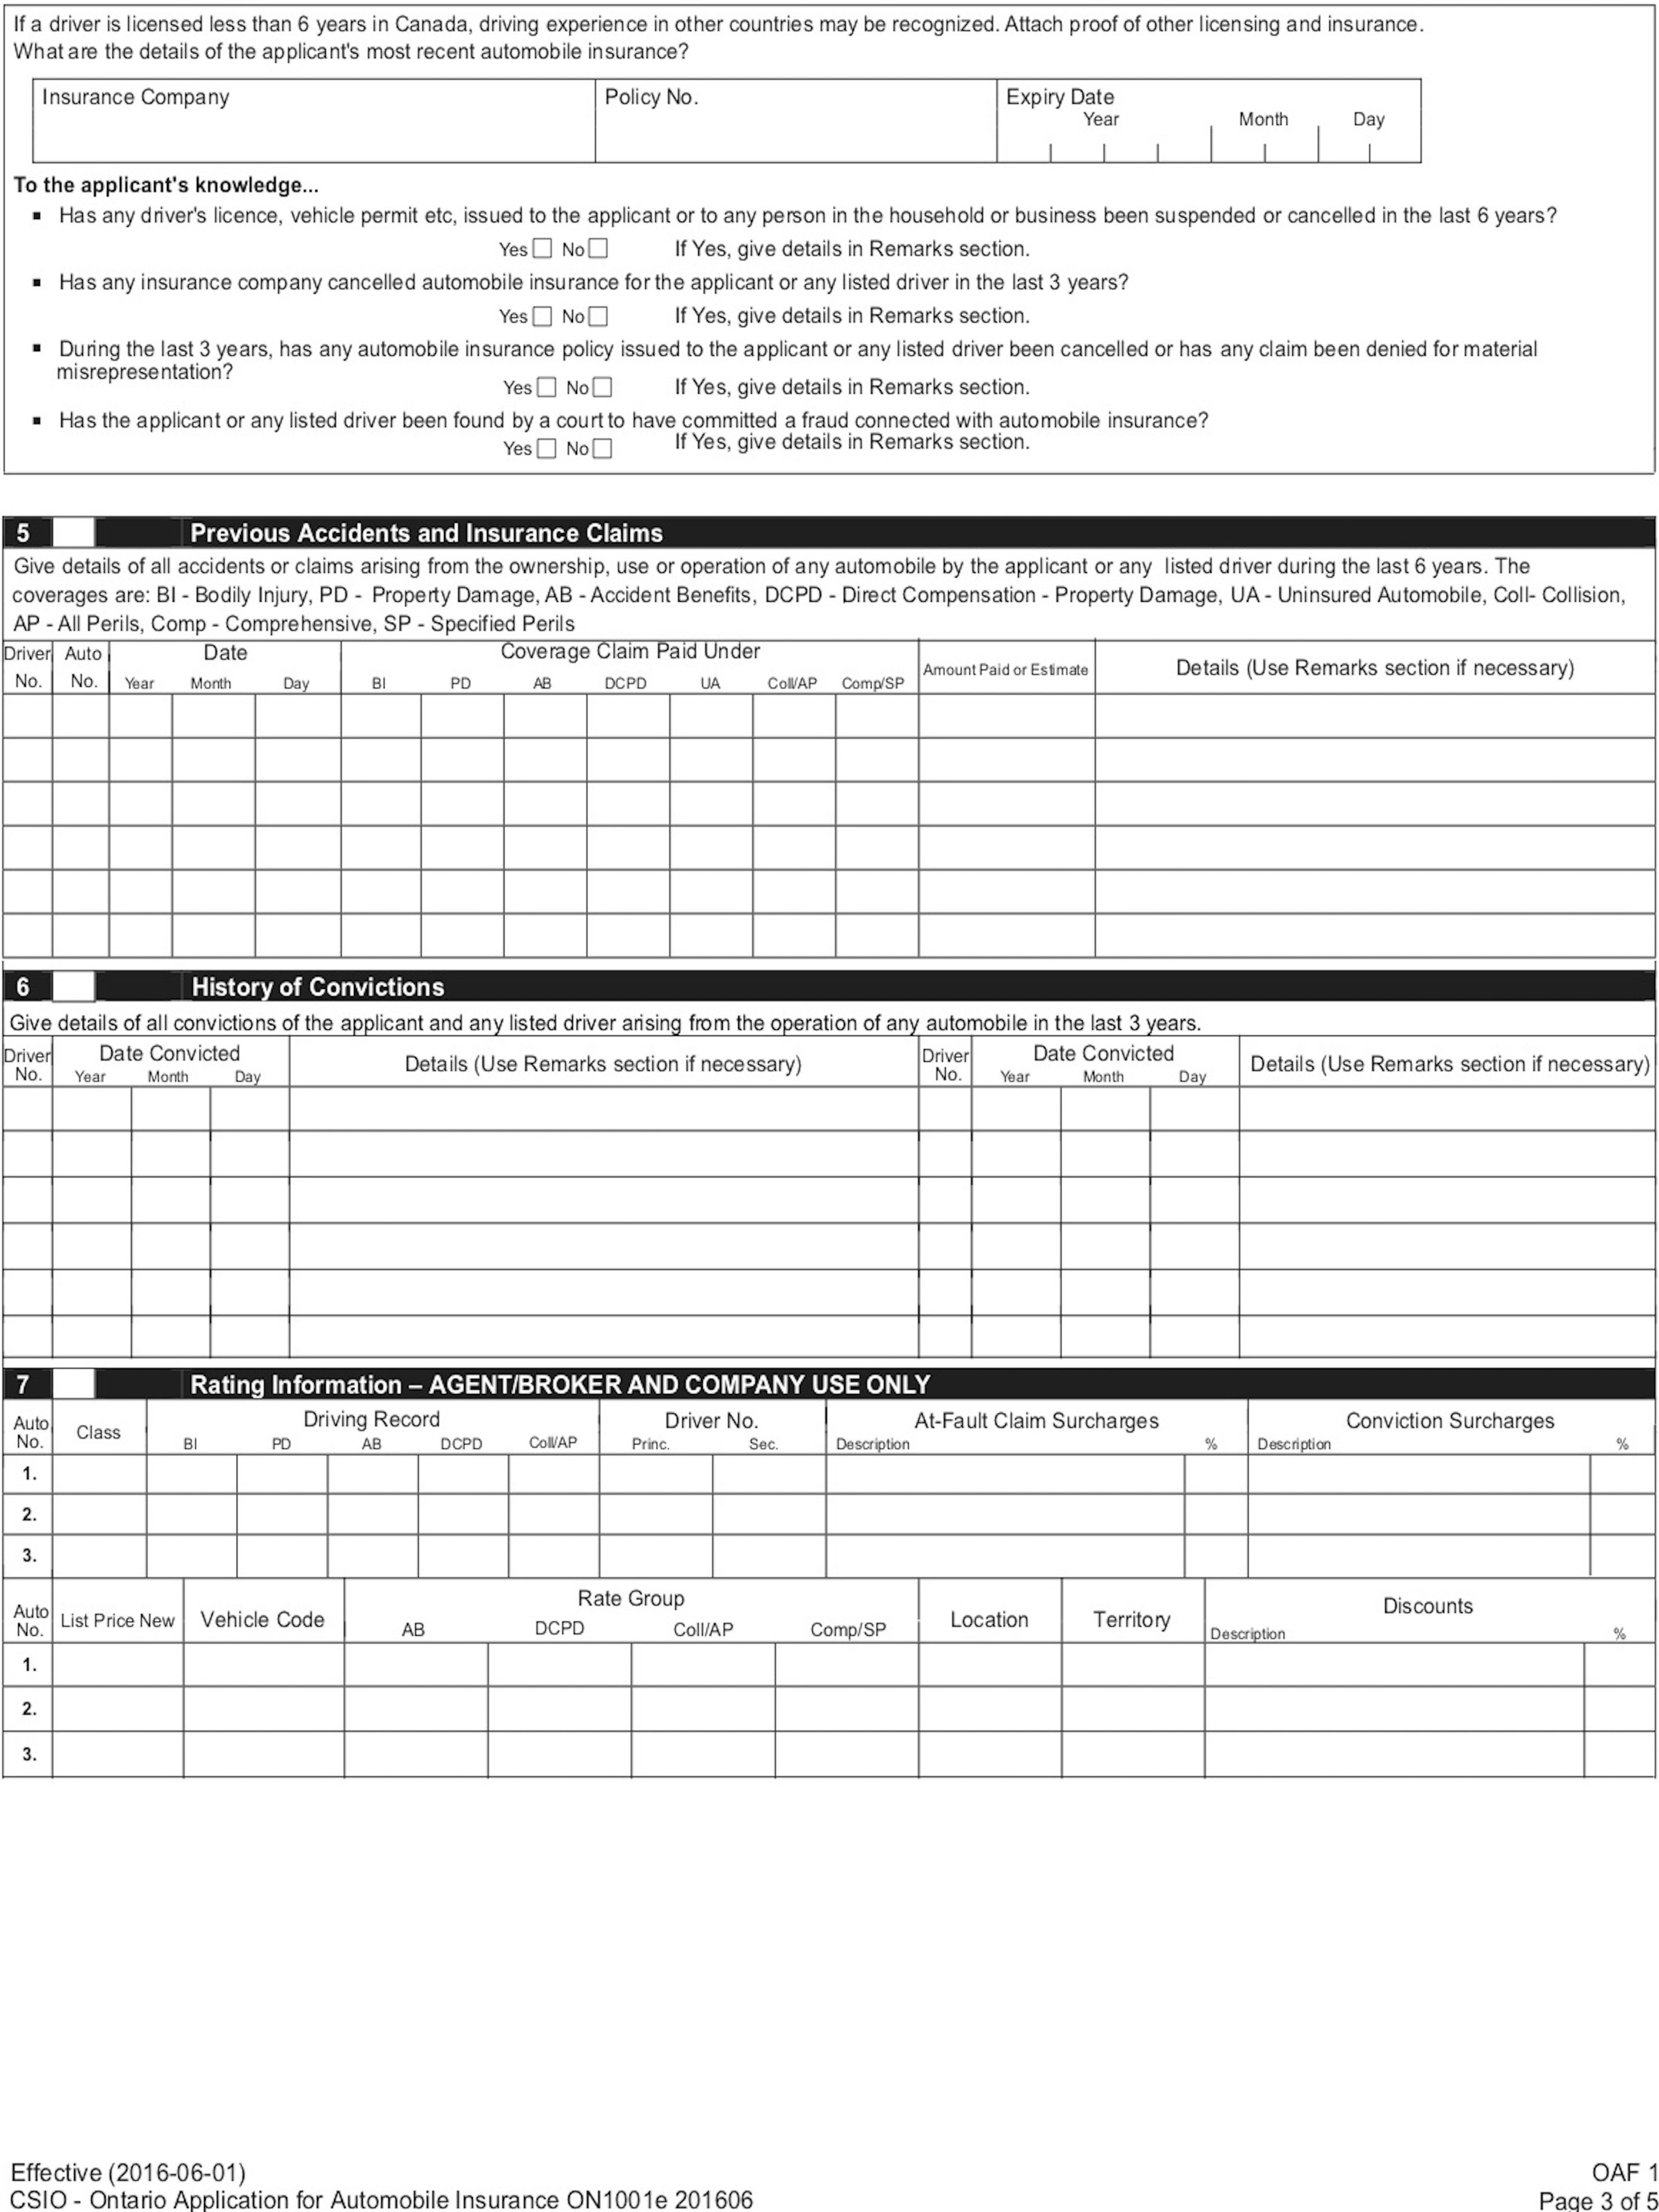 If a driver is licensed less than 6 years in Canada, driving experience in other countries may be recognized. Attach proof of other licensing and insurance.
What are the details of the applicant's most recent automobile insurance?
Insurance Company Policy No. Expiry Date
Year Month Day
To the applicant's knowledge...
▪ Has any driver's licence, vehicle permit etc, issued to the applicant or to any person in the household or business been suspended or cancelled in the last 6 years?
Yes No If Yes, give details in Remarks section.
▪ Has any insurance company cancelled automobile insurance for the applicant or any listed driver in the last 3 years?
Yes No If Yes, give details in Remarks section.
▪ During the last 3 years, has any automobile insurance policy issued to the applicant or any listed driver been cancelled or has any claim been denied for material
misrepresentation?
Yes No If Yes, give details in Remarks section.
▪ Has the applicant or any listed driver been found by a court to have committed a fraud connected with automobile insurance?
Yes No If Yes, give details in Remarks section.
5 Previous Accidents and Insurance Claims
Give details of all accidents or claims arising from the ownership, use or operation of any automobile by the applicant or any listed driver during the last 6 years. The
coverages are: BI - Bodily Injury, PD - Property Damage, AB - Accident Benefits, DCPD - Direct Compensation - Property Damage, UA - Uninsured Automobile, Coll- Collision,
AP - All Perils, Comp - Comprehensive, SP - Specified Perils
Driver Auto Date Coverage Claim Paid Under Amount Paid or Estimate Details (Use Remarks section if necessary)
No. No. Year Month Day BI PD AB DCPD UA Coll/AP Comp/SP
6 History of Convictions
Give details of all convictions of the applicant and any listed driver arising from the operation of any automobile in the last 3 years.
Driver Date Convicted Details (Use Remarks section if necessary) Driver Date Convicted Details (Use Remarks section if necessary)
No. Year Month Day No. Year Month Day
7 Rating Information – AGENT/BROKER AND COMPANY USE ONLY
Auto Class Driving Record Driver No. At-Fault Claim Surcharges Conviction Surcharges
No. BI PD AB DCPD Coll/AP Princ. Sec. Description % Description %
1.
2.
3.
Auto List Price New Vehicle Code Rate Group Location Territory Discounts
No. AB DCPD Coll/AP Comp/SP Description %
1.
2.
3.
Effective (2016-06-01) OAF 1
CSIO - Ontario Application for Automobile Insurance ON1001e 201606 Page 3 of 5